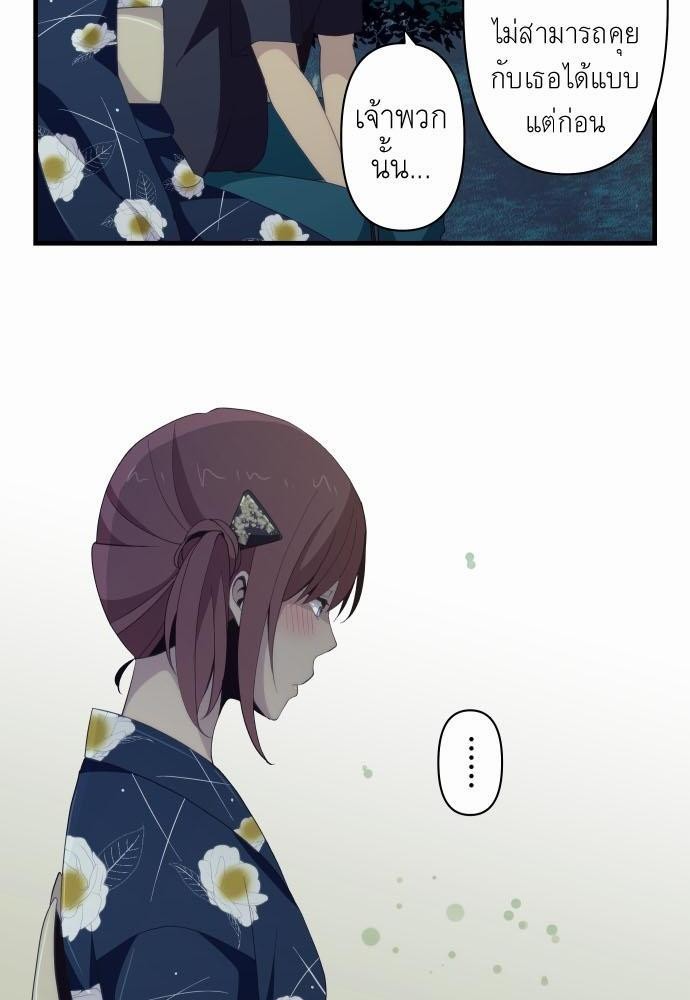 ไม่สามารถคุย
กับเธอได้แบบ
แต่ก่อน
เจ้าพวก
นั้น...
......